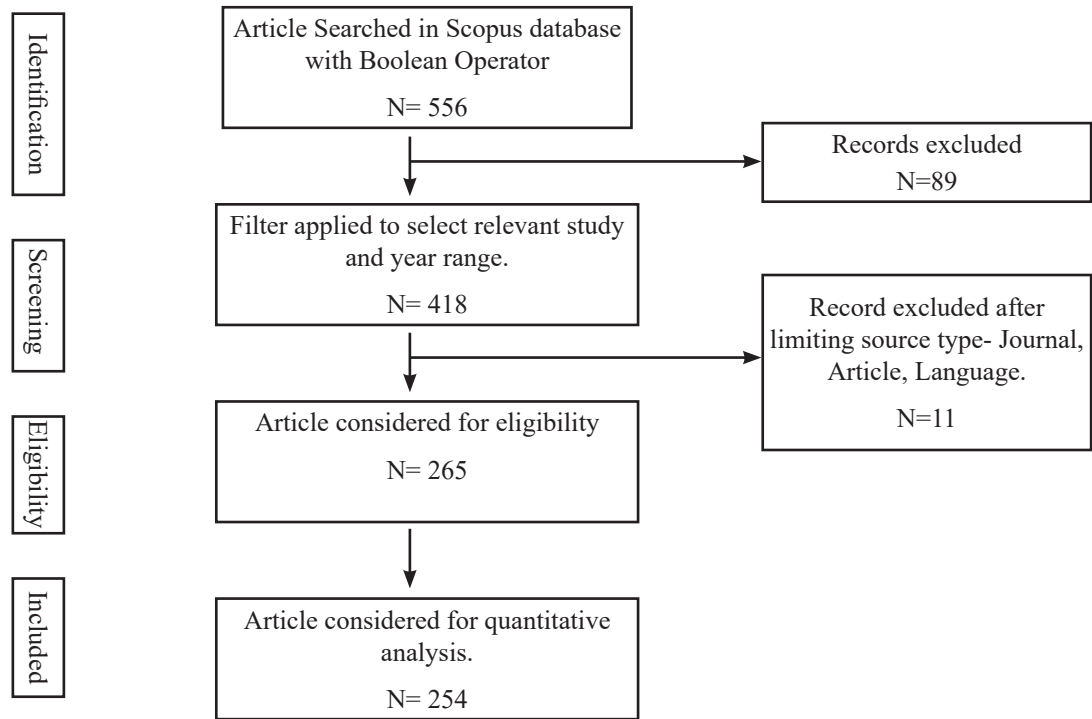 Identification
Article Searched in Scopus database
with Boolean Operator
N= 556
Records excluded
N=89
Screening
Filter applied to select relevant study
and year range.
N= 418
Record excluded after
limiting source type- Journal,
Article, Language.
N=11
Eligibility
Article considered for eligibility
N= 265
Included
Article considered for quantitative
analysis.
N= 254